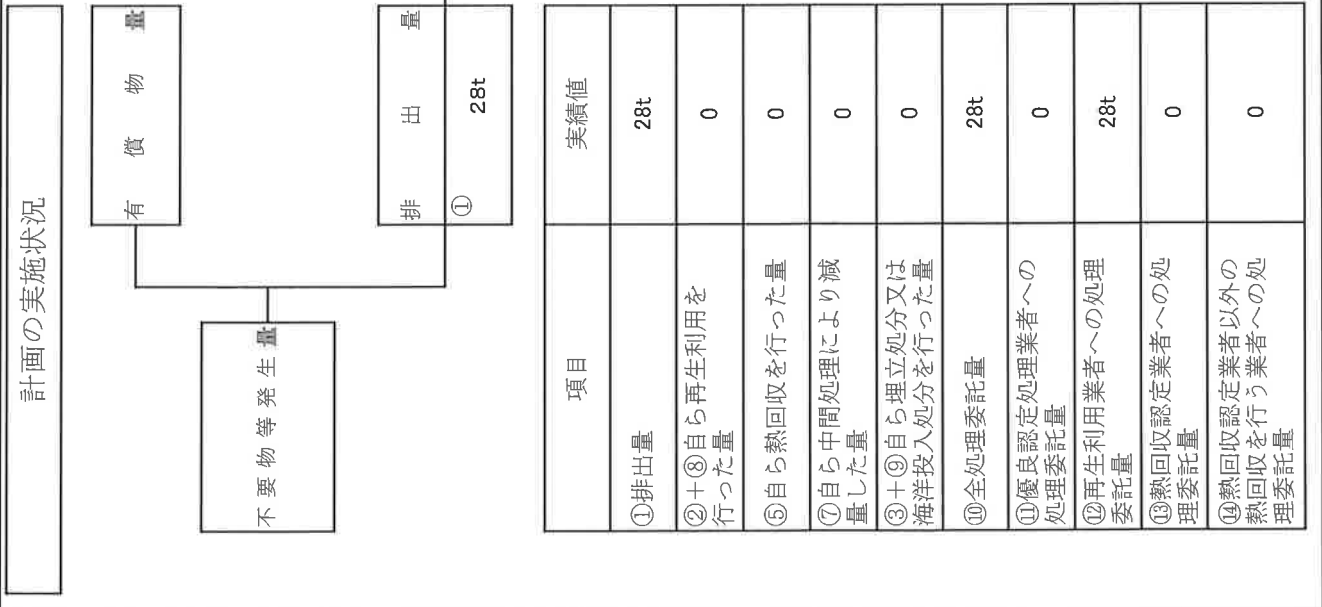 計画の実施状況
不要物等発生量
有償物量
排出量
①
28t
項目
実績値
①排出量
28t
②+⑧自ら再生利用を
行った量
0
⑤自ら熱回収を行った量
0
⑦自ら中間処理により減
量した量
0
③+⑨自ら埋立処分又は
海洋投入処分を行った量
0
⑩全処理委託量
28t
⑪優良認定処理業者への
処理委託量
0
⑫再生利用業者への処理
委託量
28t
⑬熱回収認定業者への処
理委託量
0
⑭熱回収認定業者以外の
熱回収を行う業者への処
理委託量
0